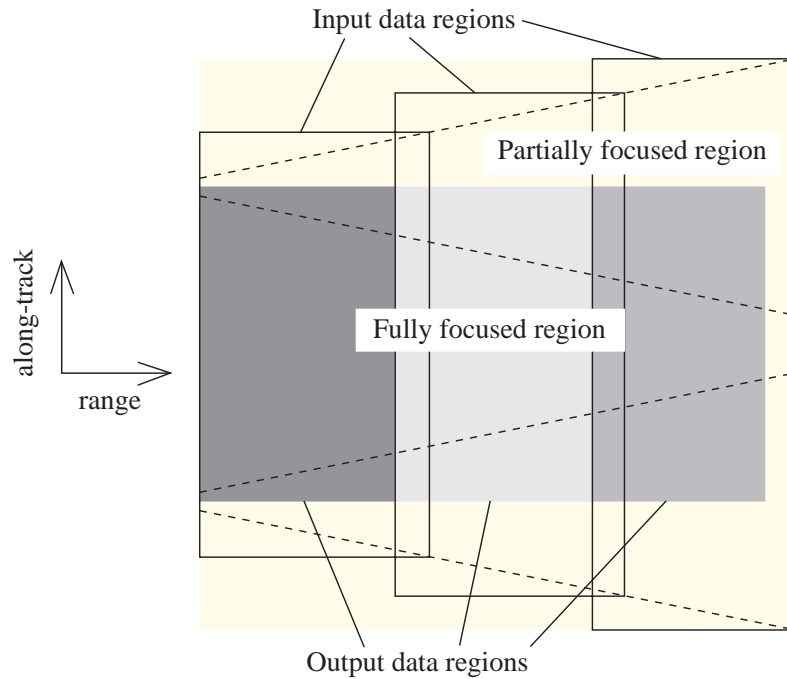 Input data regions
Partially focused region
Fully focused region
along-track
range
Output data regions